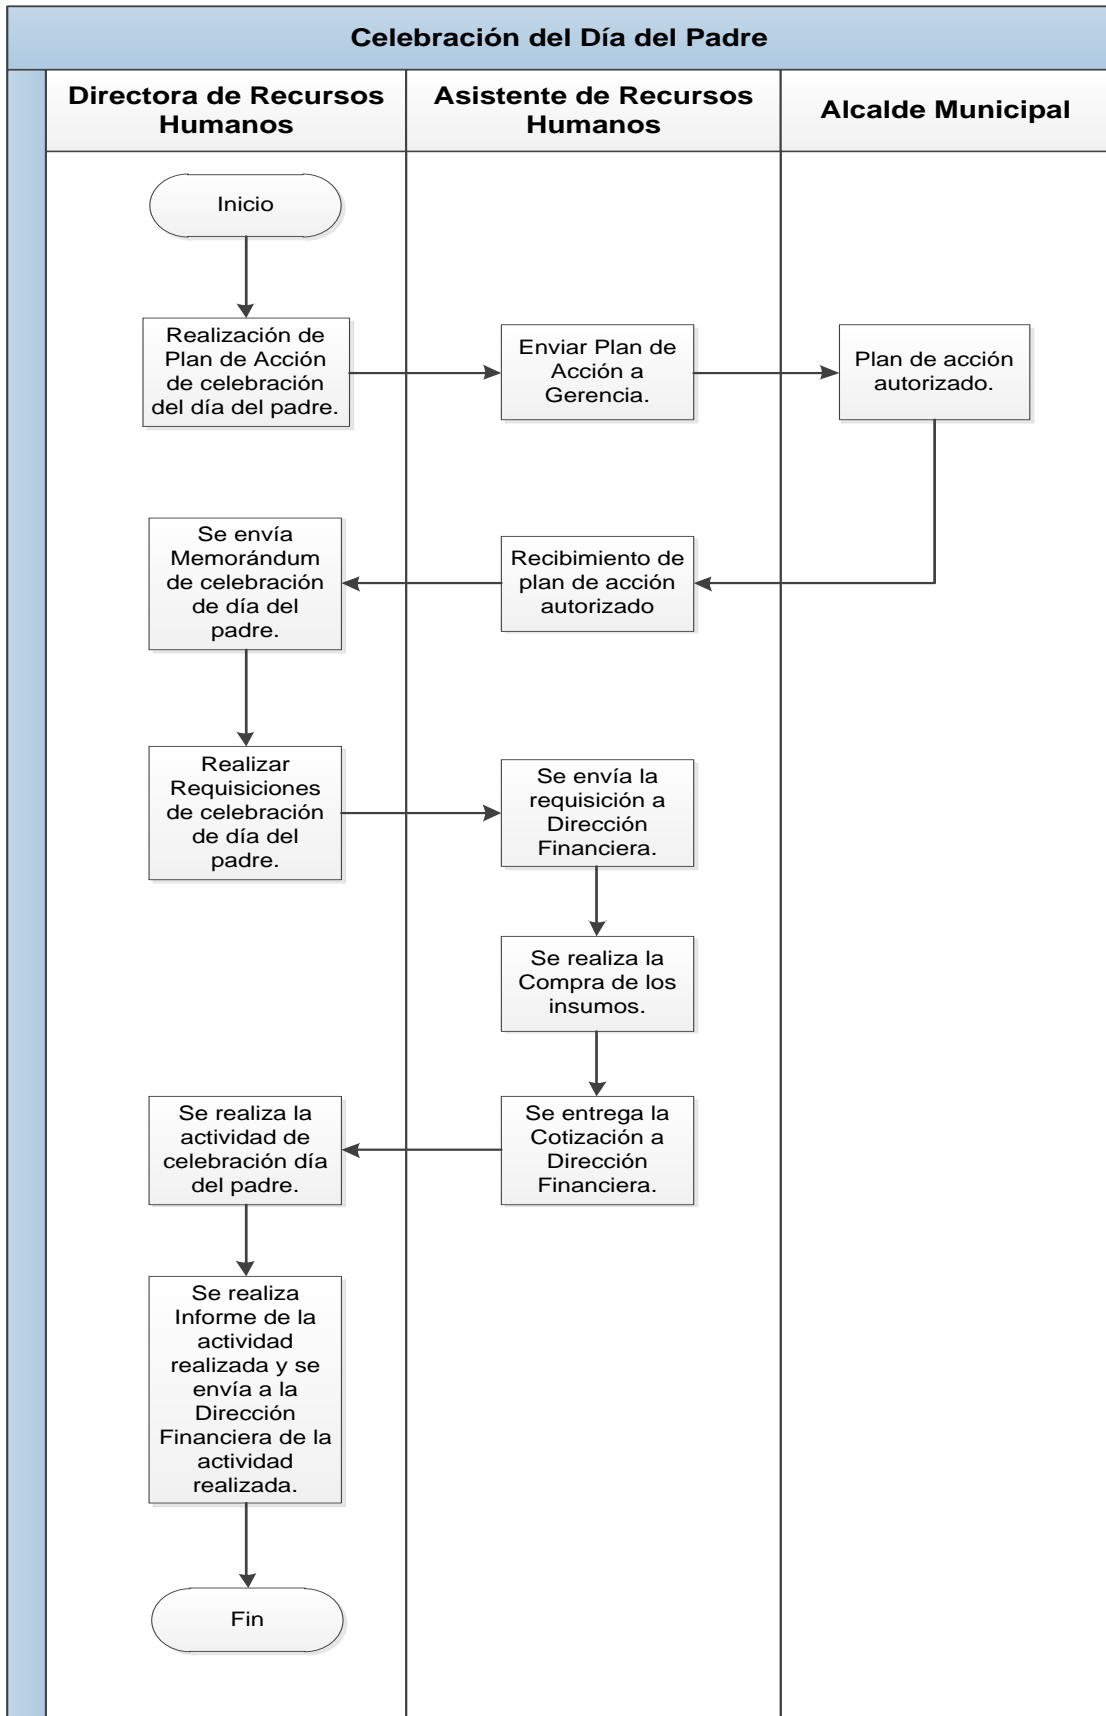 Celebración del Día del Padre
Directora de Recursos
Humanos
Asistente de Recursos
Humanos
Alcalde Municipal
Inicio
Realización de
Plan de Acción
de celebración
del día del padre.
Enviar Plan de
Acción a
Gerencia.
Plan de acción
autorizado.
Se envía
Memorándum
de celebración
de día del
padre.
Recibimiento de
plan de acción
autorizado
Realizar
Requisiciones
de celebración
de día del
padre.
Se envía la
requisición a
Dirección
Financiera.
Se realiza la
Compra de los
insumos.
Se realiza la
actividad de
celebración día
del padre.
Se entrega la
Cotización a
Dirección
Financiera.
Se realiza
Informe de la
actividad
realizada y se
envía a la
Dirección
Financiera de la
actividad
realizada.
Fin